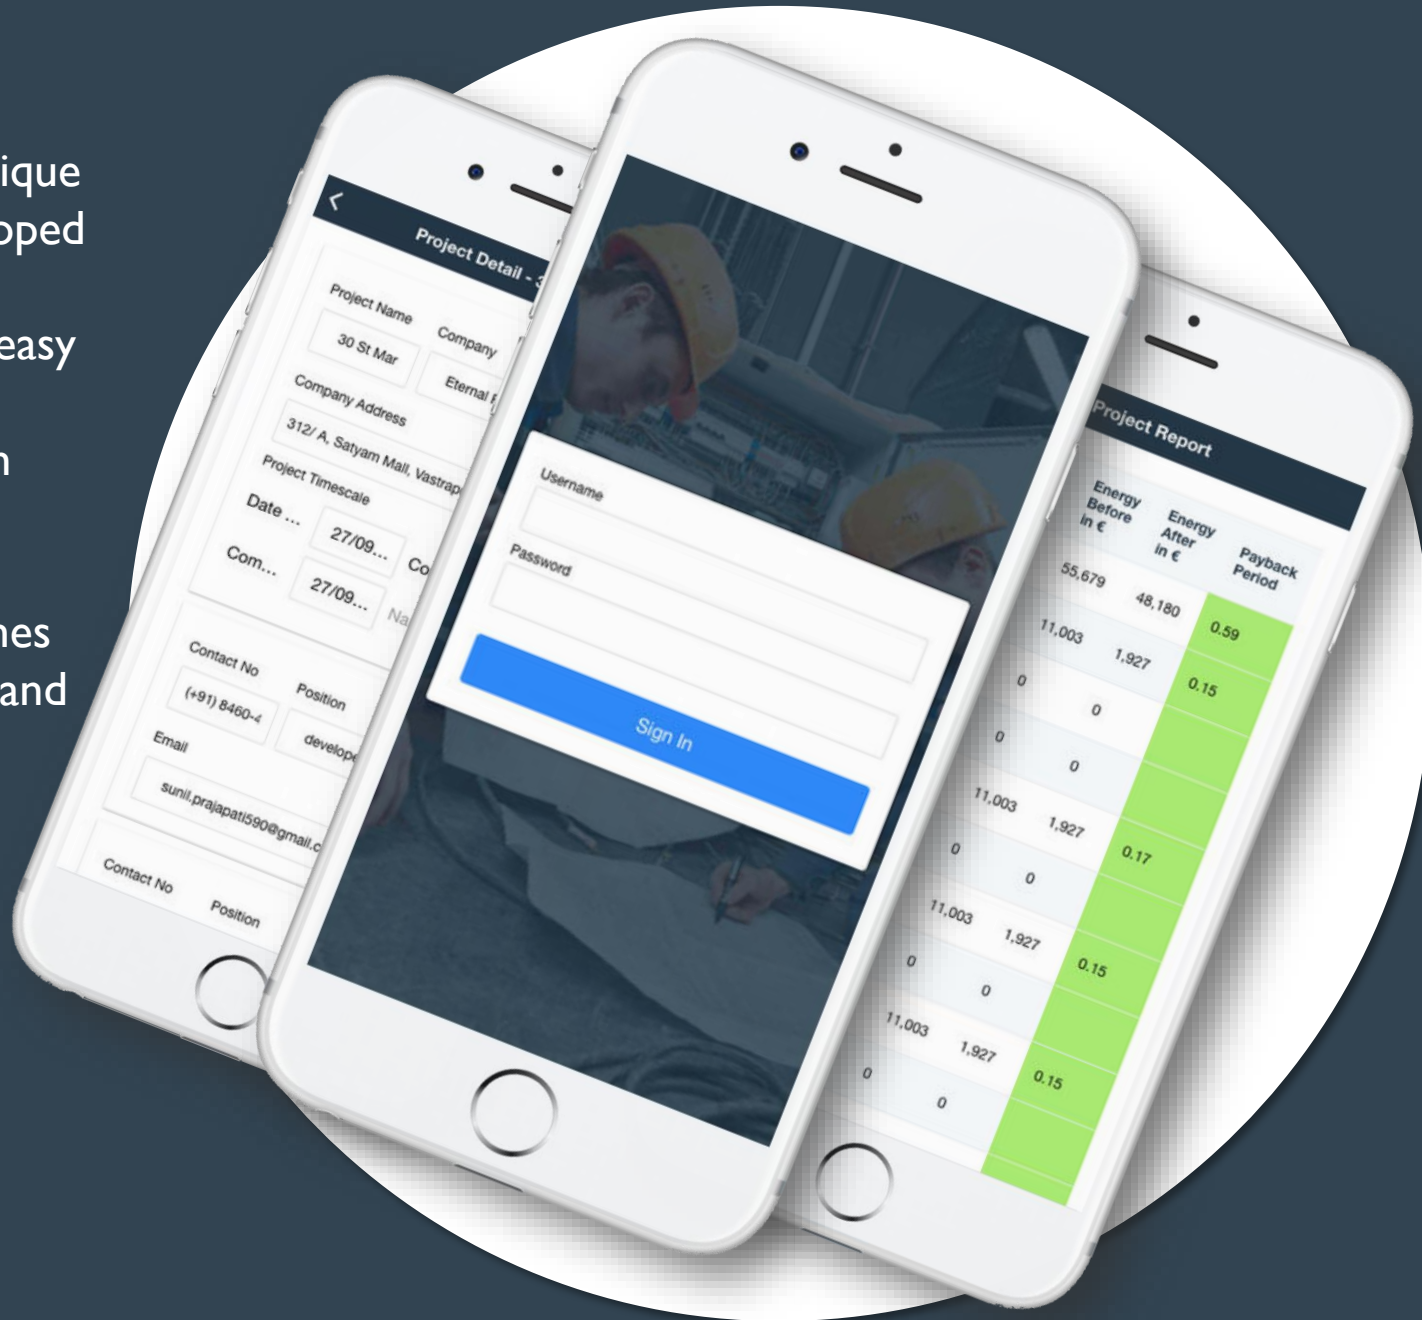 ique
oped
easy
n
nes
and
Project Detail - 3
Project Name Company
30 St Mar Eternal
Company Address
312/ A, Satyam Mall, Vastrap
Project Timescale
Date ... 27/09... Co
Com... 27/09... Na
Contact No Position
(+91) 8460-4 develope
Email
sunil.prajapati590@gmail.c
Contact No Position
Username
Password
Sign In
Project Report
Energy Before in € Energy After in € Payback Period
55,679 48,180 0.59
11,003 1,927 0.15
0 0
0 0
11,003 1,927 0.17
0 0
11,003 1,927 0.15
0 0
11,003 1,927 0.15
0 0